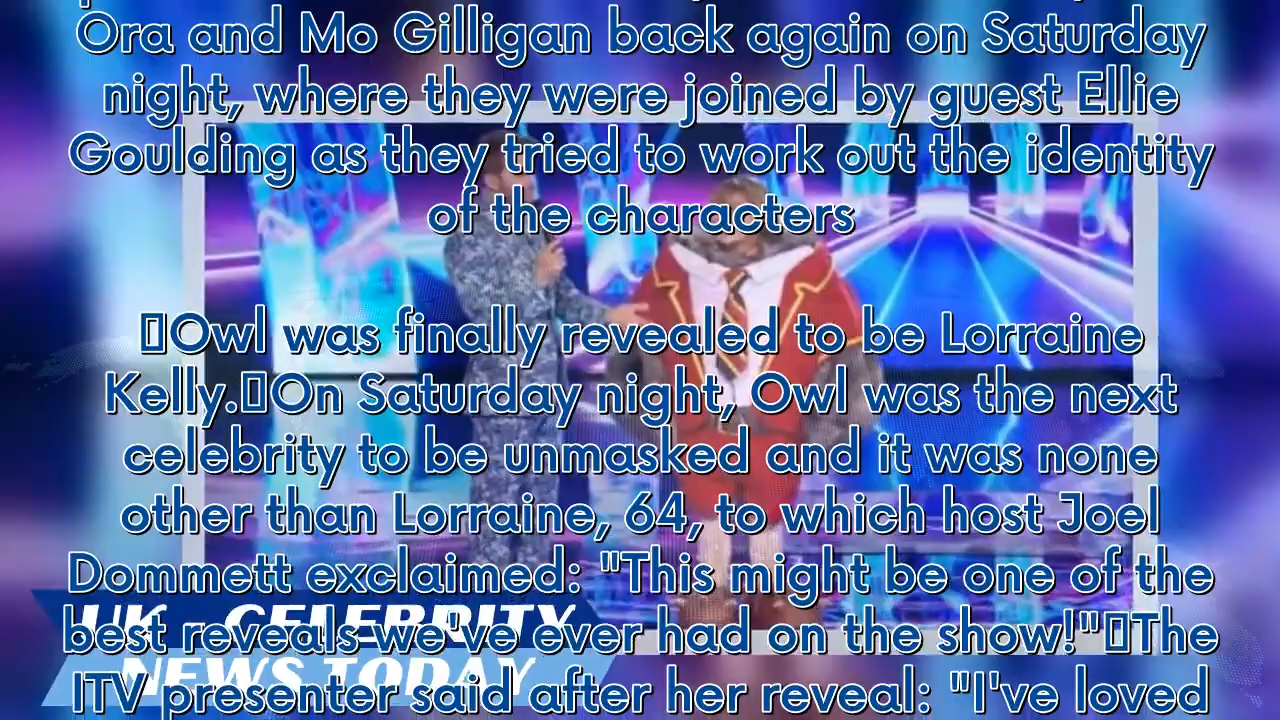 Ora and Mo Gilligan back again on Saturday
night, where they were joined by guest Ellie
Goulding as they tried to work out the identity
of the characters
Owl was finally revealed to be Lorraine
Kelly.On Saturday night, Owl was the next
celebrity to be unmasked and it was none
other than Lorraine, 64, to which host Joel
Dommett exclaimed: "This might be one of the
UK CELEBRITY
best reveals we've ever had on the show!"The
NEWS TODAY
ITV presenter said after her reveal: "I've loved